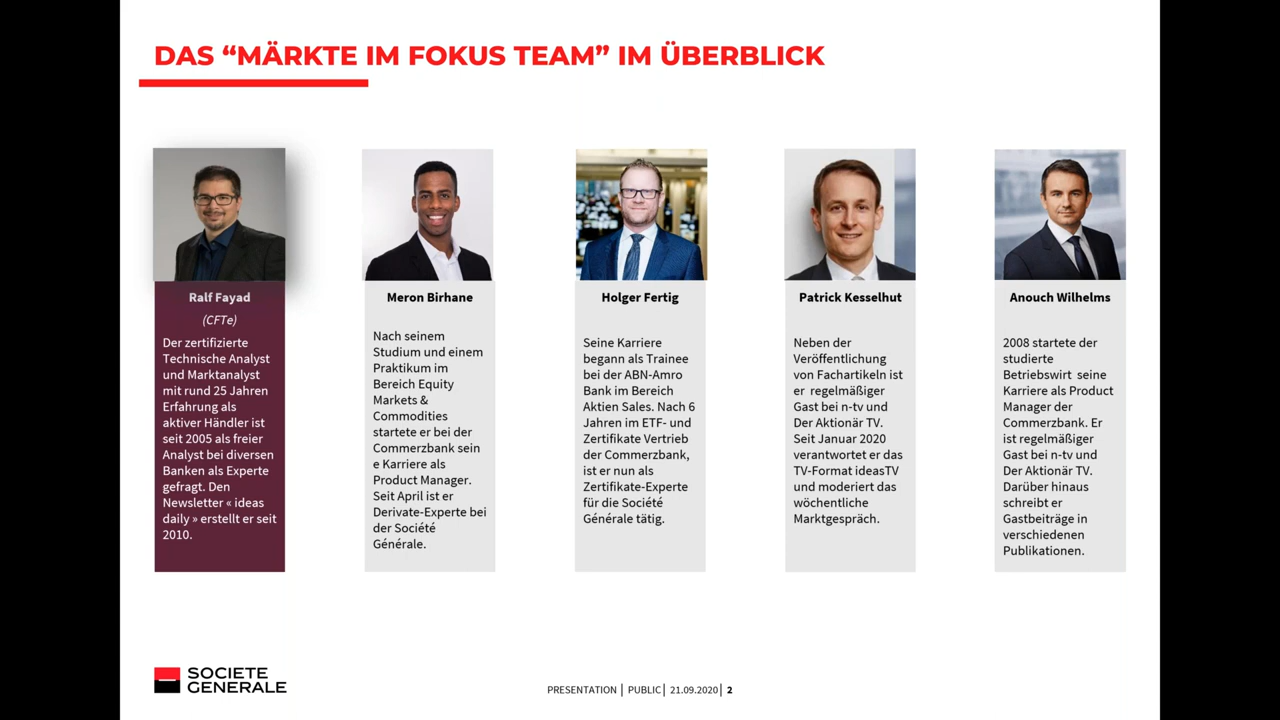 DAS “MÄRKTE IM FOKUS TEAM” IM ÜBERBLICK
Ralf Fayad
(CFTe)
Der zertifizierte
Technische Analyst
und Marktanalyst
mit rund 25 Jahren
Erfahrung als
aktiver Händler ist
seit 2005 als freier
Analyst bei diversen
Banken als Experte
gefragt. Den
Newsletter « ideas
daily » erstellt er seit
2010.
Meron Birhane
Nach seinem
Studium und einem
Praktikum im
Bereich Equity
Markets &
Commodities
startete er bei der
Commerzbank sein
e Karriere als
Product Manager.
Seit April ist er
Derivate-Experte bei
der Société
Générale.
Holger Fertig
Seine Karriere
begann als Trainee
bei der ABN-Amro
Bank im Bereich
Aktien Sales. Nach 6
Jahren im ETF- und
Zertifikate Vertrieb
der Commerzbank,
ist er nun als
Zertifikate-Experte
für die Société
Générale tätig.
Patrick Kesselhut
Neben der
Veröffentlichung
von Fachartikeln ist
er regelmäßiger
Gast bei n-tv und
Der Aktionär TV.
Seit Januar 2020
verantwortet er das
TV-Format ideasTV
und moderiert das
wöchentliche
Marktgespräch.
Anouch Wilhelms
2008 startete der
studierte
Betriebswirt seine
Karriere als Product
Manager der
Commerzbank. Er
ist regelmäßiger
Gast bei n-tv und
Der Aktionär TV.
Darüber hinaus
schreibt er
Gastbeiträge in
verschiedenen
Publikationen.
SOCIETE
GENERALE
PRESENTATION | PUBLIC | 21.09.2020 | 2